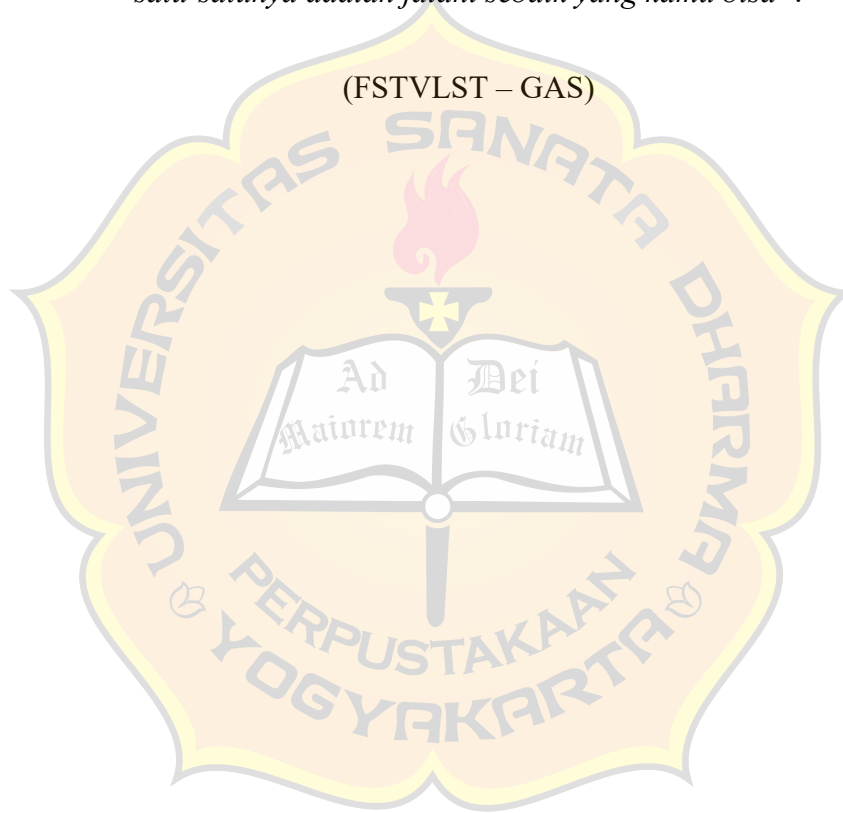 satu-satunya adalah jalani sebaik yang kamu bisa".
(FSTVLST – GAS)
UNIVERSITAS SANATA DHARMA
Ad
Maiorem
Dei
Gloriam
PERPUSTAKAAN
YOGYAKARTA